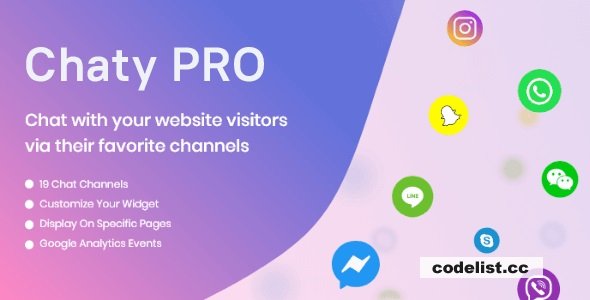 Chaty PRO
Chat with your website visitors
via their favorite channels
19 Chat Channels
Customize Your Widget
Display On Specific Pages
Google Analytics Events
LINE
S
codelist.cc